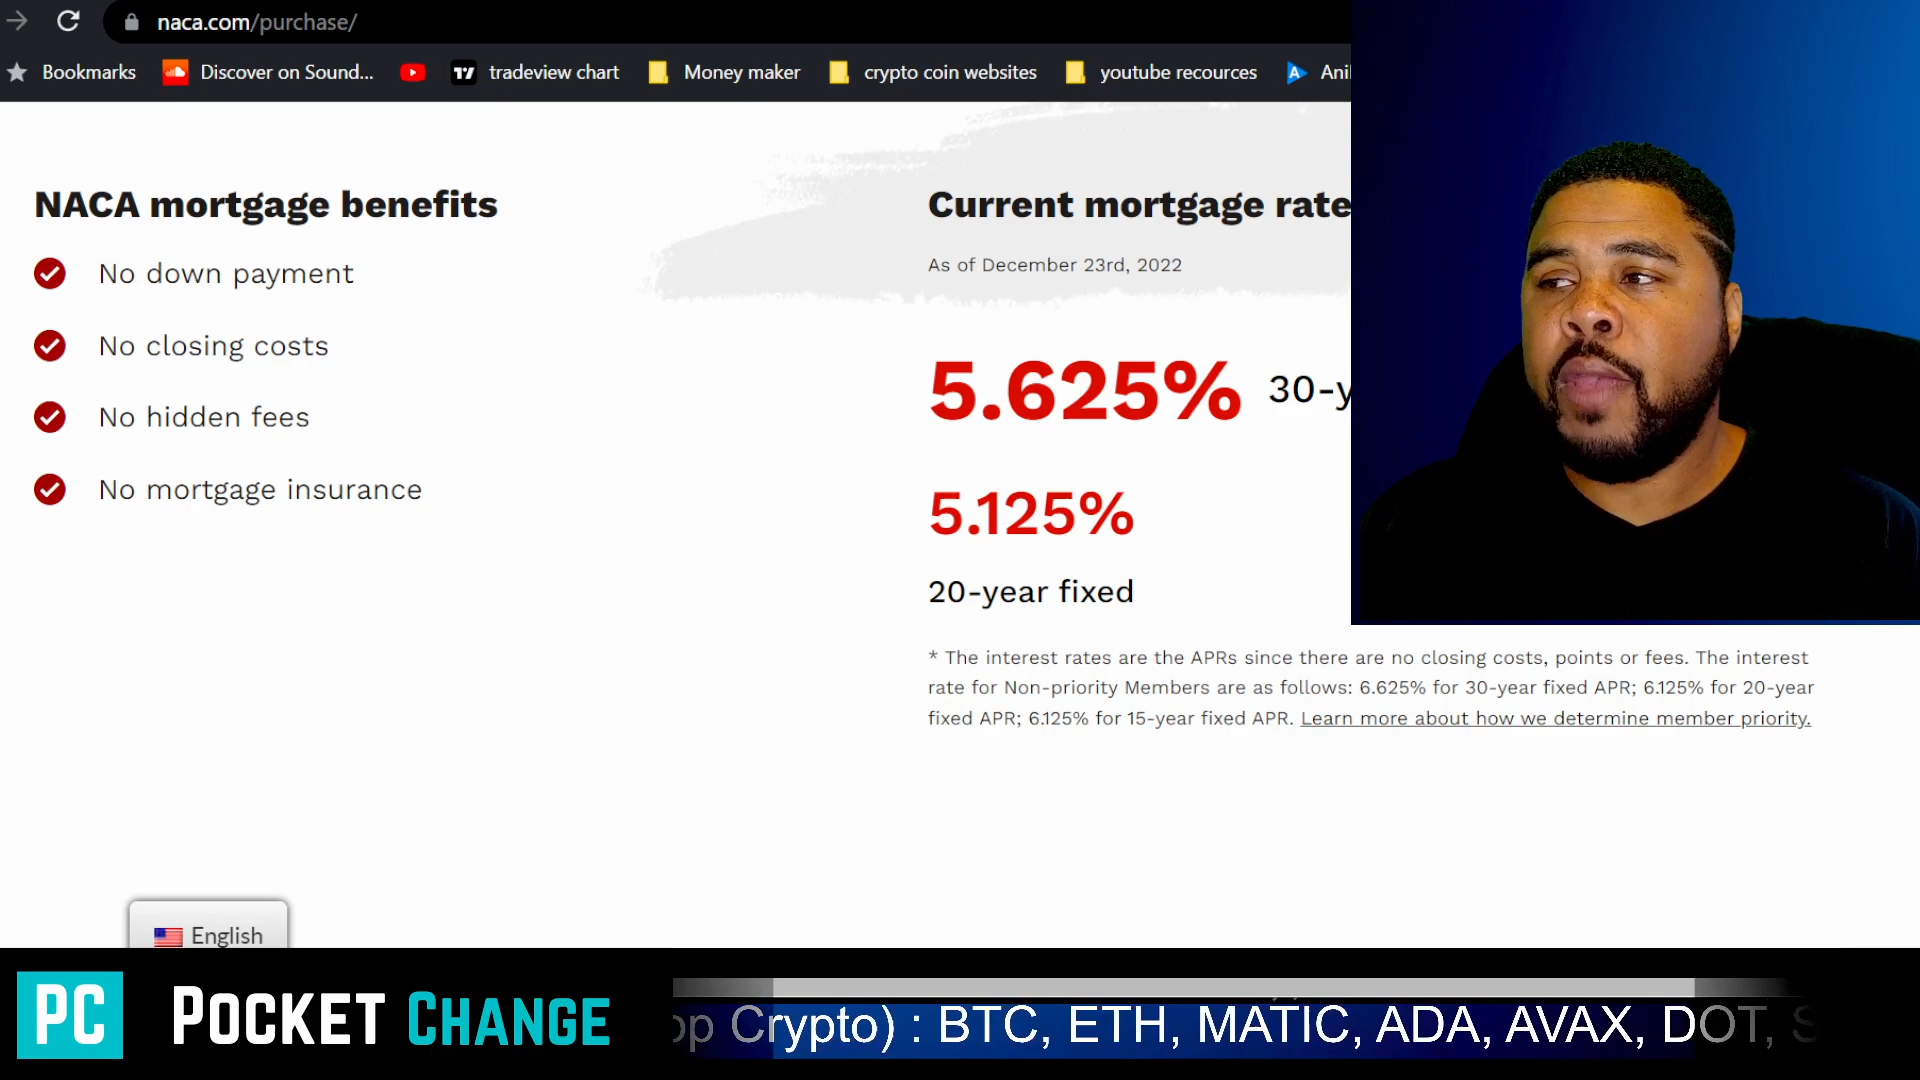 naca.com/purchase/
Bookmarks Discover on Sound... tradeview chart Money maker crypto coin websites youtube recources Ani
NACA mortgage benefits
No down payment
No closing costs
No hidden fees
No mortgage insurance
Current mortgage rate
As of December 23rd, 2022
5.625% 30-y
5.125%
20-year fixed
* The interest rates are the APRs since there are no closing costs, points or fees. The interest
rate for Non-priority Members are as follows: 6.625% for 30-year fixed APR; 6.125% for 20-year
fixed APR; 6.125% for 15-year fixed APR. Learn more about how we determine member priority.
English
PC POCKET CHANGE
op Crypto) : BTC, ETH, MATIC, ADA, AVAX, DOT, S